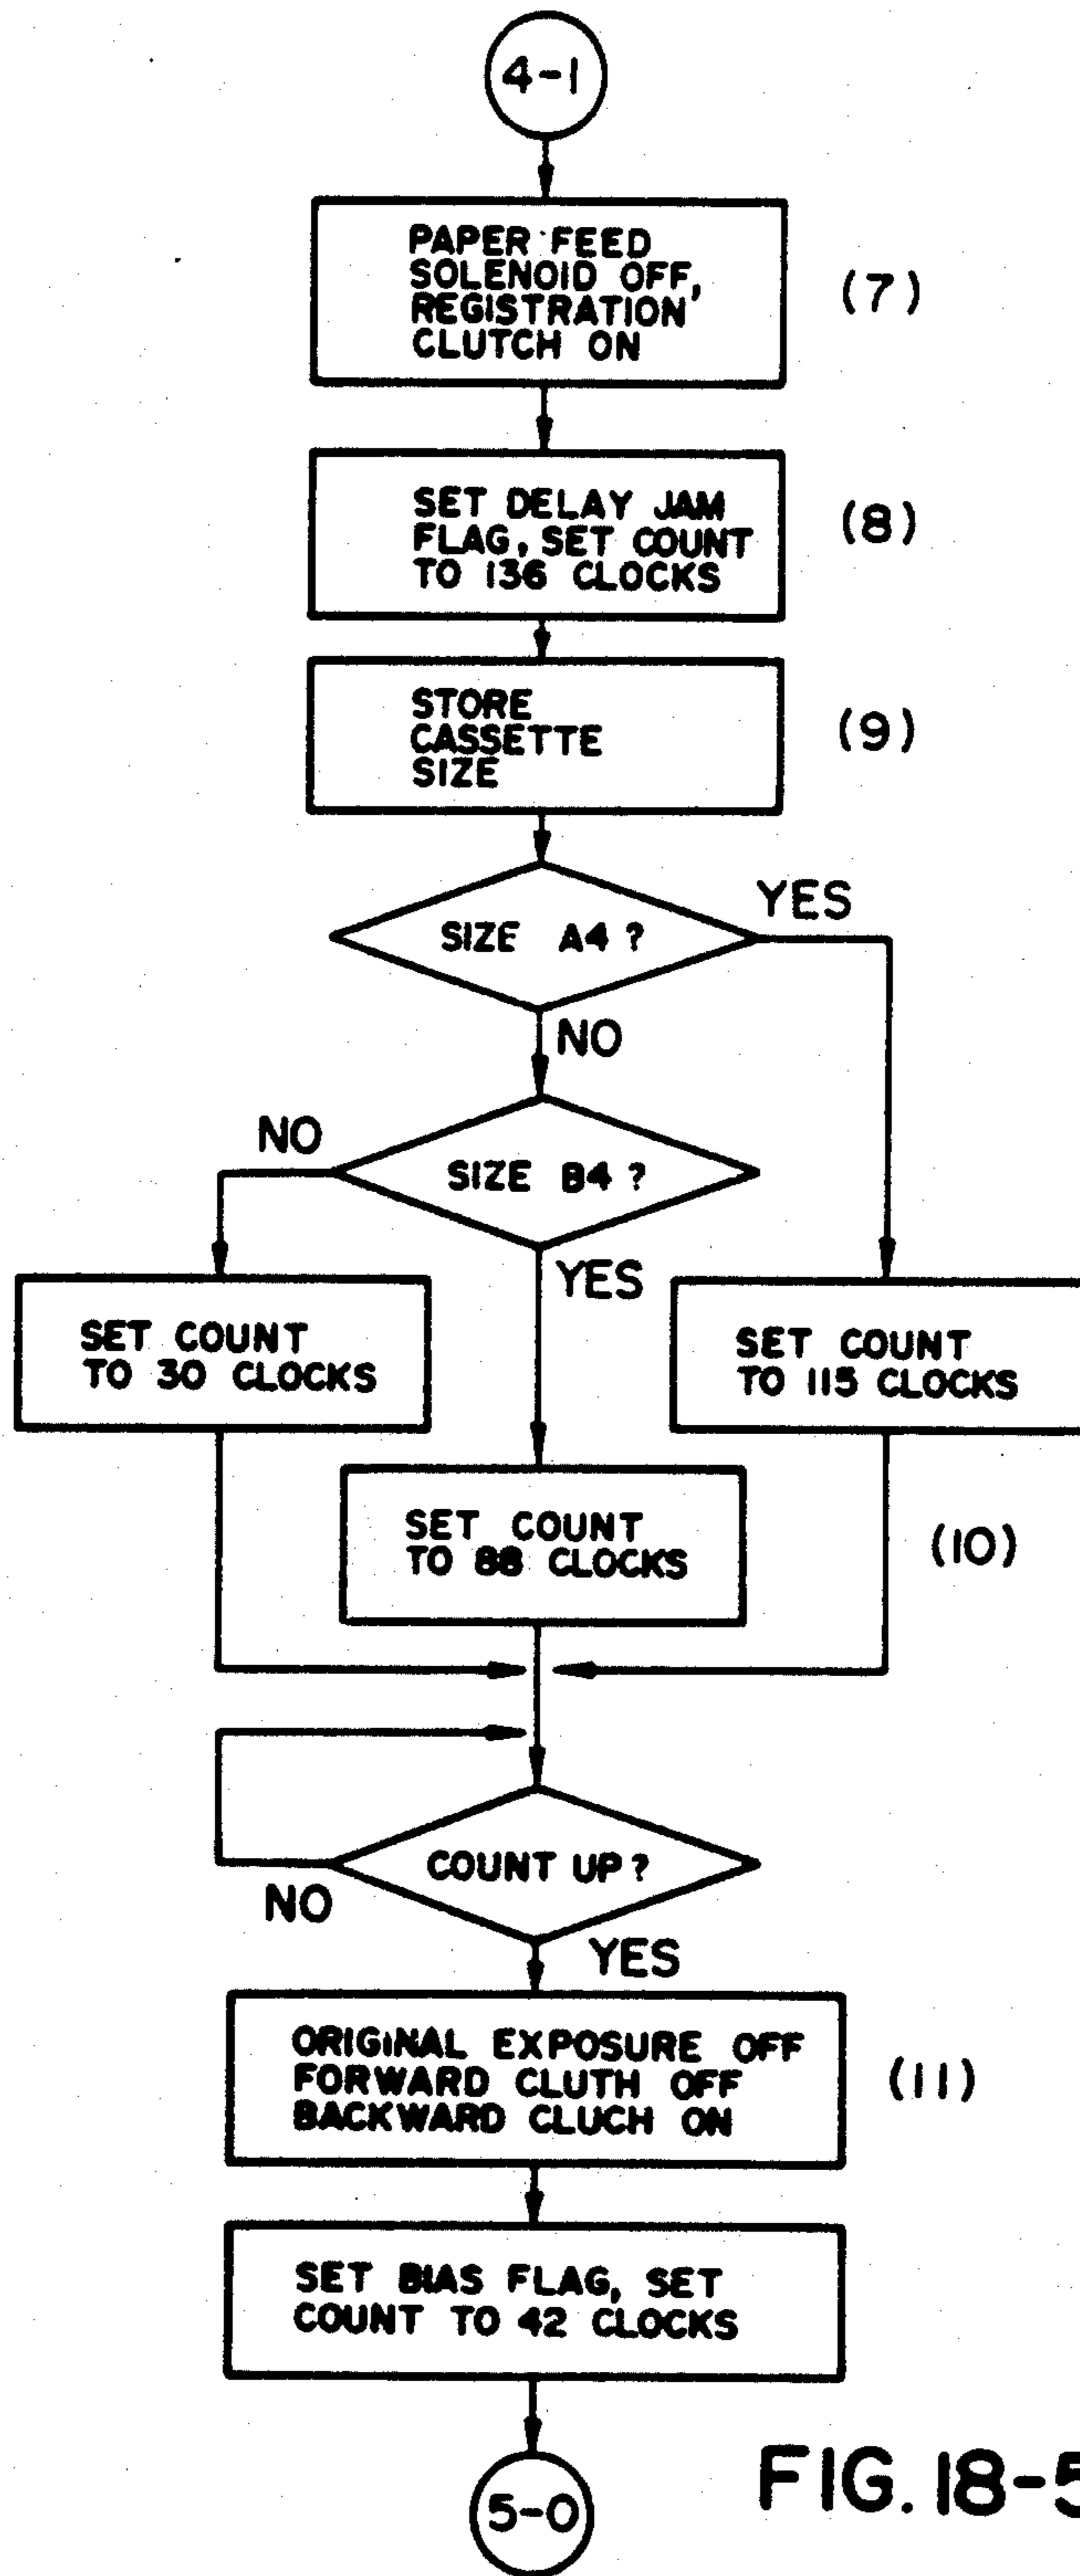 4-1
PAPER FEED
SOLENOID OFF,
REGISTRATION
CLUTCH ON
(7)
SET DELAY JAM
FLAG, SET COUNT
TO 136 CLOCKS
(8)
STORE
CASSETTE
SIZE
(9)
SIZE A4 ?
YES
NO
SIZE B4 ?
NO
YES
SET COUNT
TO 30 CLOCKS
SET COUNT
TO 115 CLOCKS
SET COUNT
TO 88 CLOCKS
(10)
COUNT UP ?
NO
YES
ORIGINAL EXPOSURE OFF
FORWARD CLUTH OFF
BACKWARD CLUCH ON
(11)
SET BIAS FLAG, SET
COUNT TO 42 CLOCKS
5-0
FIG. 18-5